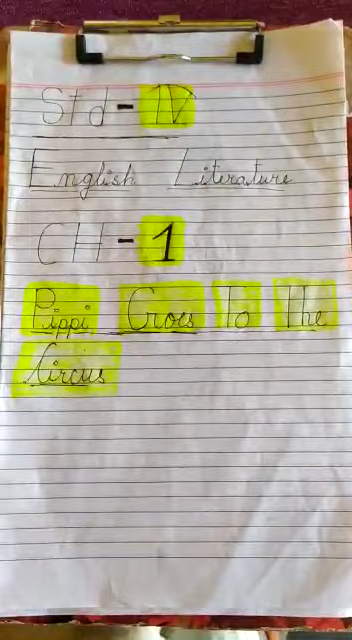 Std - IV
English Literature
CH - 1
Pippi Goes To The
Circus